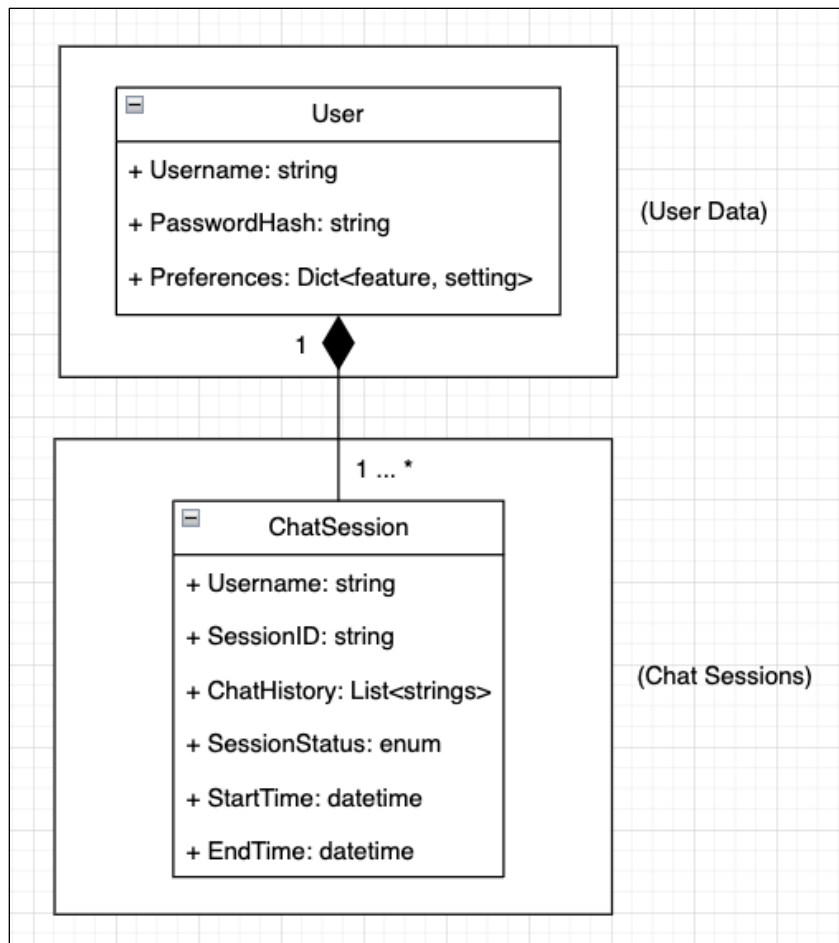 User
+ Username: string
+ PasswordHash: string
+ Preferences: Dict<feature, setting>
(User Data)
1
1 ... *
ChatSession
+ Username: string
+ SessionID: string
+ ChatHistory: List<strings>
+ SessionStatus: enum
+ StartTime: datetime
+ EndTime: datetime
(Chat Sessions)